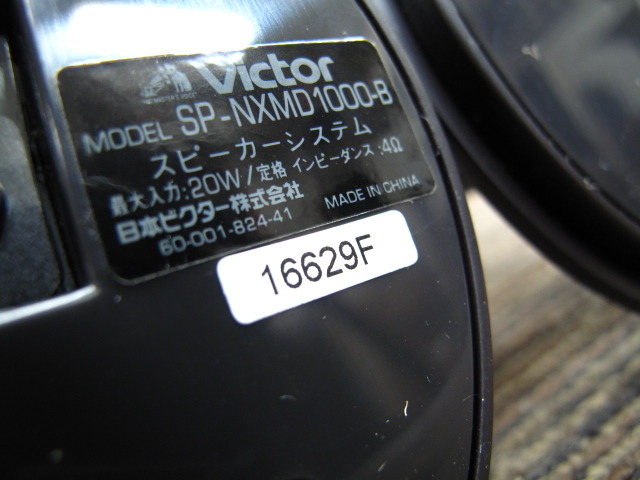 Victor
MODEL SP-NXMD1000-B
スピーカーシステム
最大入力:20W/定格 インピーダンス:4Ω
日本ビクター株式会社
60-001-824-41
MADE IN CHINA
16629F